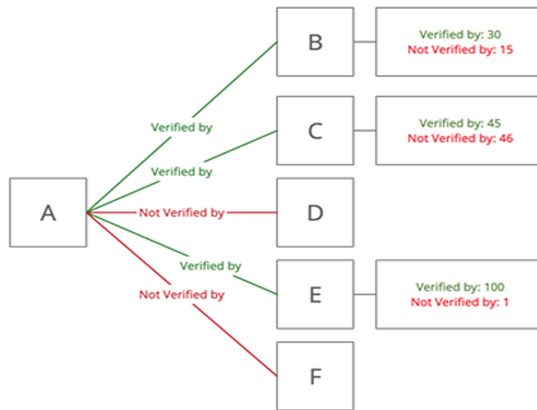 B
Verified by: 30
Not Verified by: 15
Verified by
C
Verified by: 45
Not Verified by: 46
Verified by
A
Not Verified by
D
Verified by
E
Verified by: 100
Not Verified by: 1
Not Verified by
F